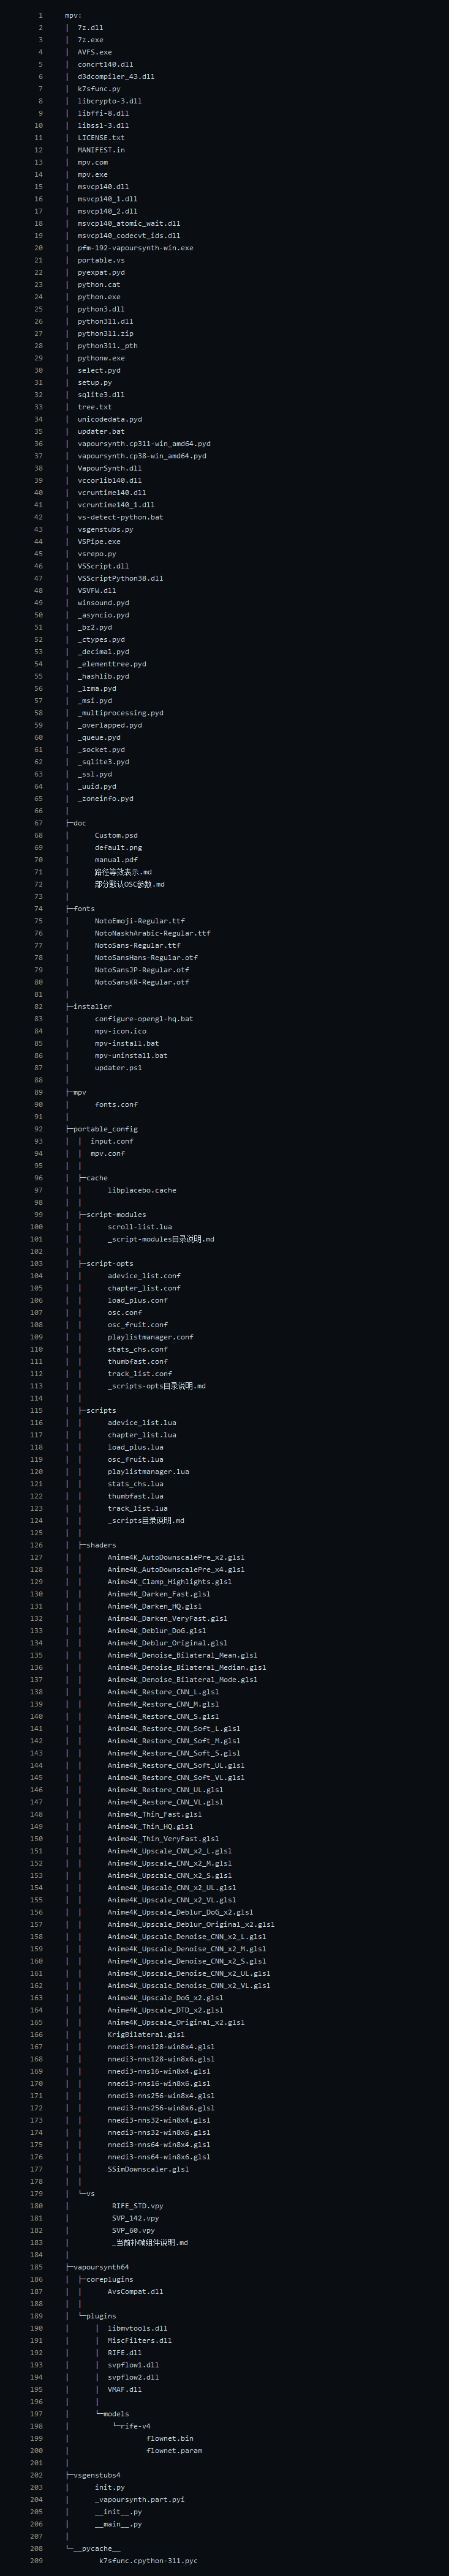 1 mpv:
2 │  7z.dll
3 │  7z.exe
4 │  AVFS.exe
5 │  concrt140.dll
6 │  d3dcompiler_43.dll
7 │  k7sfunc.py
8 │  libcrypto-3.dll
9 │  libffi-8.dll
10 │  libssl-3.dll
11 │  LICENSE.txt
12 │  MANIFEST.in
13 │  mpv.com
14 │  mpv.exe
15 │  msvcp140.dll
16 │  msvcp140_1.dll
17 │  msvcp140_2.dll
18 │  msvcp140_atomic_wait.dll
19 │  msvcp140_codecvt_ids.dll
20 │  pfm-192-vapoursynth-win.exe
21 │  portable.vs
22 │  pyexpat.pyd
23 │  python.cat
24 │  python.exe
25 │  python3.dll
26 │  python311.dll
27 │  python311.zip
28 │  python311._pth
29 │  pythonw.exe
30 │  select.pyd
31 │  setup.py
32 │  sqlite3.dll
33 │  tree.txt
34 │  unicodedata.pyd
35 │  updater.bat
36 │  vapoursynth.cp311-win_amd64.pyd
37 │  vapoursynth.cp38-win_amd64.pyd
38 │  VapourSynth.dll
39 │  vccorlib140.dll
40 │  vcruntime140.dll
41 │  vcruntime140_1.dll
42 │  vs-detect-python.bat
43 │  vsgenstubs.py
44 │  VSPipe.exe
45 │  vsrepo.py
46 │  VSScript.dll
47 │  VSScriptPython38.dll
48 │  VSVFW.dll
49 │  winsound.pyd
50 │  _asyncio.pyd
51 │  _bz2.pyd
52 │  _ctypes.pyd
53 │  _decimal.pyd
54 │  _elementtree.pyd
55 │  _hashlib.pyd
56 │  _lzma.pyd
57 │  _msi.pyd
58 │  _multiprocessing.pyd
59 │  _overlapped.pyd
60 │  _queue.pyd
61 │  _socket.pyd
62 │  _sqlite3.pyd
63 │  _ssl.pyd
64 │  _uuid.pyd
65 │  _zoneinfo.pyd
66 │
67 ├─doc
68 │      Custom.psd
69 │      default.png
70 │      manual.pdf
71 │      路径等效表示.md
72 │      部分默认OSC参数.md
73 │
74 ├─fonts
75 │      NotoEmoji-Regular.ttf
76 │      NotoNaskhArabic-Regular.ttf
77 │      NotoSans-Regular.ttf
78 │      NotoSansHans-Regular.otf
79 │      NotoSansJP-Regular.otf
80 │      NotoSansKR-Regular.otf
81 │
82 ├─installer
83 │      configure-opengl-hq.bat
84 │      mpv-icon.ico
85 │      mpv-install.bat
86 │      mpv-uninstall.bat
87 │      updater.ps1
88 │
89 ├─mpv
90 │      fonts.conf
91 │
92 ├─portable_config
93 │  │  input.conf
94 │  │  mpv.conf
95 │  │
96 │  ├─cache
97 │  │      libplacebo.cache
98 │  │
99 │  ├─script-modules
100 │  │      scroll-list.lua
101 │  │      _script-modules目录说明.md
102 │  │
103 │  ├─script-opts
104 │  │      adevice_list.conf
105 │  │      chapter_list.conf
106 │  │      load_plus.conf
107 │  │      osc.conf
108 │  │      osc_fruit.conf
109 │  │      playlistmanager.conf
110 │  │      stats_chs.conf
111 │  │      thumbfast.conf
112 │  │      track_list.conf
113 │  │      _scripts-opts目录说明.md
114 │  │
115 │  ├─scripts
116 │  │      adevice_list.lua
117 │  │      chapter_list.lua
118 │  │      load_plus.lua
119 │  │      osc_fruit.lua
120 │  │      playlistmanager.lua
121 │  │      stats_chs.lua
122 │  │      thumbfast.lua
123 │  │      track_list.lua
124 │  │      _scripts目录说明.md
125 │  │
126 │  ├─shaders
127 │  │      Anime4K_AutoDownscalePre_x2.glsl
128 │  │      Anime4K_AutoDownscalePre_x4.glsl
129 │  │      Anime4K_Clamp_Highlights.glsl
130 │  │      Anime4K_Darken_Fast.glsl
131 │  │      Anime4K_Darken_HQ.glsl
132 │  │      Anime4K_Darken_VeryFast.glsl
133 │  │      Anime4K_Deblur_DoG.glsl
134 │  │      Anime4K_Deblur_Original.glsl
135 │  │      Anime4K_Denoise_Bilateral_Mean.glsl
136 │  │      Anime4K_Denoise_Bilateral_Median.glsl
137 │  │      Anime4K_Denoise_Bilateral_Mode.glsl
138 │  │      Anime4K_Restore_CNN_L.glsl
139 │  │      Anime4K_Restore_CNN_M.glsl
140 │  │      Anime4K_Restore_CNN_S.glsl
141 │  │      Anime4K_Restore_CNN_Soft_L.glsl
142 │  │      Anime4K_Restore_CNN_Soft_M.glsl
143 │  │      Anime4K_Restore_CNN_Soft_S.glsl
144 │  │      Anime4K_Restore_CNN_Soft_UL.glsl
145 │  │      Anime4K_Restore_CNN_Soft_VL.glsl
146 │  │      Anime4K_Restore_CNN_UL.glsl
147 │  │      Anime4K_Restore_CNN_VL.glsl
148 │  │      Anime4K_Thin_Fast.glsl
149 │  │      Anime4K_Thin_HQ.glsl
150 │  │      Anime4K_Thin_VeryFast.glsl
151 │  │      Anime4K_Upscale_CNN_x2_L.glsl
152 │  │      Anime4K_Upscale_CNN_x2_M.glsl
153 │  │      Anime4K_Upscale_CNN_x2_S.glsl
154 │  │      Anime4K_Upscale_CNN_x2_UL.glsl
155 │  │      Anime4K_Upscale_CNN_x2_VL.glsl
156 │  │      Anime4K_Upscale_Deblur_DoG_x2.glsl
157 │  │      Anime4K_Upscale_Deblur_Original_x2.glsl
158 │  │      Anime4K_Upscale_Denoise_CNN_x2_L.glsl
159 │  │      Anime4K_Upscale_Denoise_CNN_x2_M.glsl
160 │  │      Anime4K_Upscale_Denoise_CNN_x2_S.glsl
161 │  │      Anime4K_Upscale_Denoise_CNN_x2_UL.glsl
162 │  │      Anime4K_Upscale_Denoise_CNN_x2_VL.glsl
163 │  │      Anime4K_Upscale_DoG_x2.glsl
164 │  │      Anime4K_Upscale_DTD_x2.glsl
165 │  │      Anime4K_Upscale_Original_x2.glsl
166 │  │      KrigBilateral.glsl
167 │  │      nnedi3-nns128-win8x4.glsl
168 │  │      nnedi3-nns128-win8x6.glsl
169 │  │      nnedi3-nns16-win8x4.glsl
170 │  │      nnedi3-nns16-win8x6.glsl
171 │  │      nnedi3-nns256-win8x4.glsl
172 │  │      nnedi3-nns256-win8x6.glsl
173 │  │      nnedi3-nns32-win8x4.glsl
174 │  │      nnedi3-nns32-win8x6.glsl
175 │  │      nnedi3-nns64-win8x4.glsl
176 │  │      nnedi3-nns64-win8x6.glsl
177 │  │      SSimDownscaler.glsl
178 │  │
179 │  └─vs
180 │          RIFE_STD.vpy
181 │          SVP_142.vpy
182 │          SVP_60.vpy
183 │          _当前补帧组件说明.md
184 │
185 ├─vapoursynth64
186 │  ├─coreplugins
187 │  │      AvsCompat.dll
188 │  │
189 │  └─plugins
190 │      │  libmvtools.dll
191 │      │  MiscFilters.dll
192 │      │  RIFE.dll
193 │      │  svpflow1.dll
194 │      │  svpflow2.dll
195 │      │  VMAF.dll
196 │      │
197 │      └─models
198 │          └─rife-v4
199 │                  flownet.bin
200 │                  flownet.param
201 │
202 ├─vsgenstubs4
203 │      init.py
204 │      _vapoursynth.part.pyi
205 │      __init__.py
206 │      __main__.py
207 │
208 └─__pycache__
209         k7sfunc.cpython-311.pyc